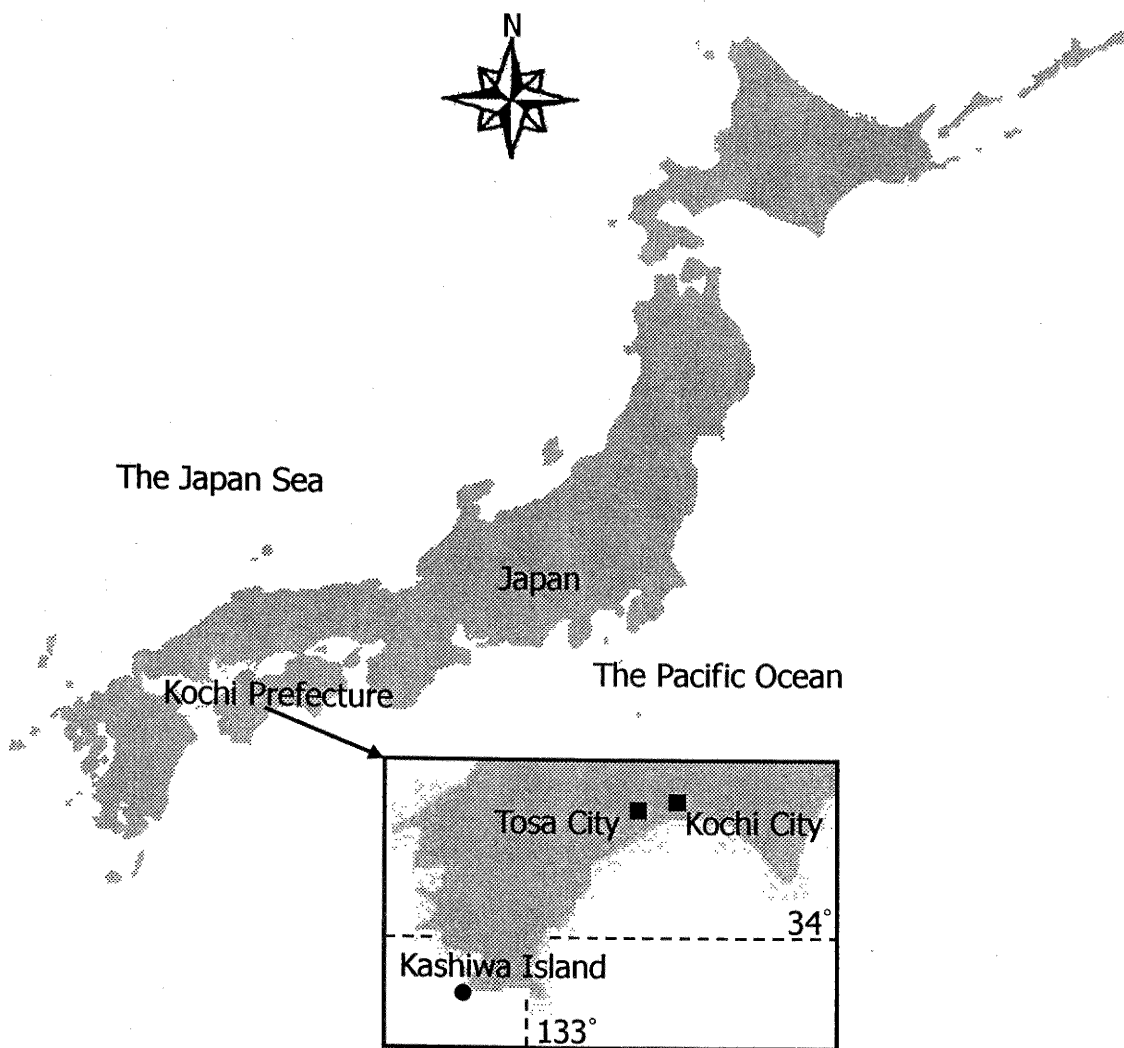 N
The Japan Sea
Japan
The Pacific Ocean
Kochi Prefecture
Tosa City
Kochi City
34°
Kashiwa Island
133°